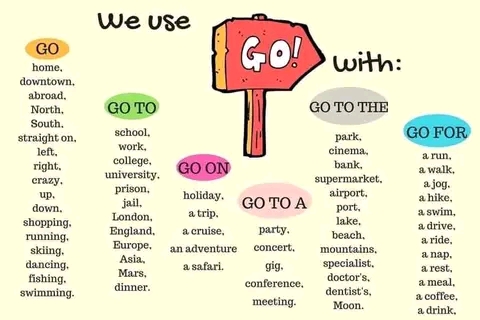 We use
GO!
with:
GO
home,
downtown,
abroad,
North,
South,
straight on,
left,
right,
crazy,
up,
down,
shopping,
running,
skiing,
dancing,
fishing,
swimming.
GO TO
school,
work,
college,
university,
prison,
jail,
London,
England,
Europe,
Asia,
Mars,
dinner.
GO ON
holiday,
a trip,
a cruise,
an adventure
a safari.
GO TO A
party,
concert,
gig,
conference,
meeting.
GO TO THE
park,
cinema,
bank,
supermarket,
airport,
port,
lake,
beach,
mountains,
specialist,
doctor's,
dentist's,
Moon.
GO FOR
a run,
a walk,
a jog,
a hike,
a swim,
a drive,
a ride,
a nap,
a rest,
a meal,
a coffee,
a drink,